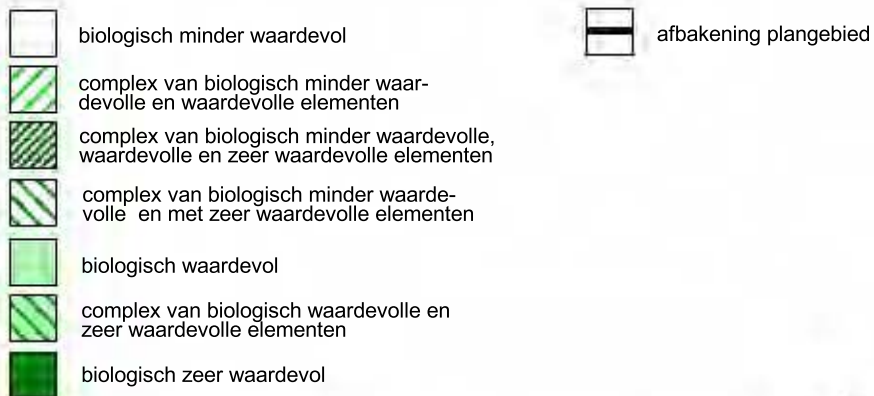 biologisch minder waardevol
complex van biologisch minder waar-
devolle en waardevolle elementen
complex van biologisch minder waardevolle,
waardevolle en zeer waardevolle elementen
complex van biologisch minder waarde-
volle en met zeer waardevolle elementen
biologisch waardevol
complex van biologisch waardevolle en
zeer waardevolle elementen
biologisch zeer waardevol
afbakening plangebied